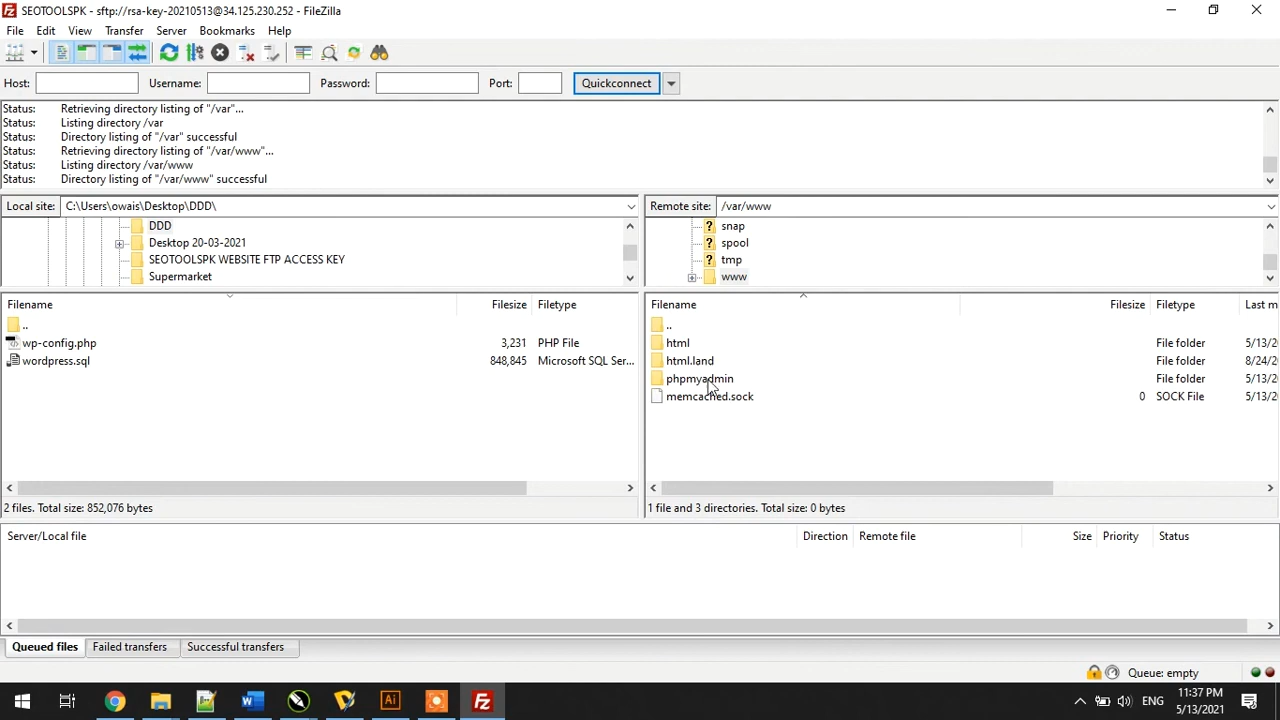 SEOTOOLSPK - sftp://rsa-key-20210513@34.125.230.252 - FileZilla
File Edit View Transfer Server Bookmarks Help
Host: Username: Password: Port: Quickconnect
Status: Retrieving directory listing of "/var"...
Status: Listing directory /var
Status: Directory listing of "/var" successful
Status: Retrieving directory listing of "/var/www"...
Status: Listing directory /var/www
Status: Directory listing of "/var/www" successful
Local site: C:\Users\owais\Desktop\DDD\
DDD
Desktop 20-03-2021
SEOTOOLSPK WEBSITE FTP ACCESS KEY
Supermarket
Filename Filesize Filetype
..
wp-config.php 3,231 PHP File
wordpress.sql 848,845 Microsoft SQL Ser...
2 files. Total size: 852,076 bytes
Remote site: /var/www
snap
spool
tmp
www
Filename Filesize Filetype Last m
..
html File folder 5/13/2
html.land File folder 8/24/2
phpmyadmin File folder 5/13/2
memcached.sock 0 SOCK File 5/13/2
1 file and 3 directories. Total size: 0 bytes
Server/Local file Direction Remote file Size Priority Status
Queued files Failed transfers Successful transfers
Queue: empty
W Ai Fz
ENG
11:37 PM
5/13/2021